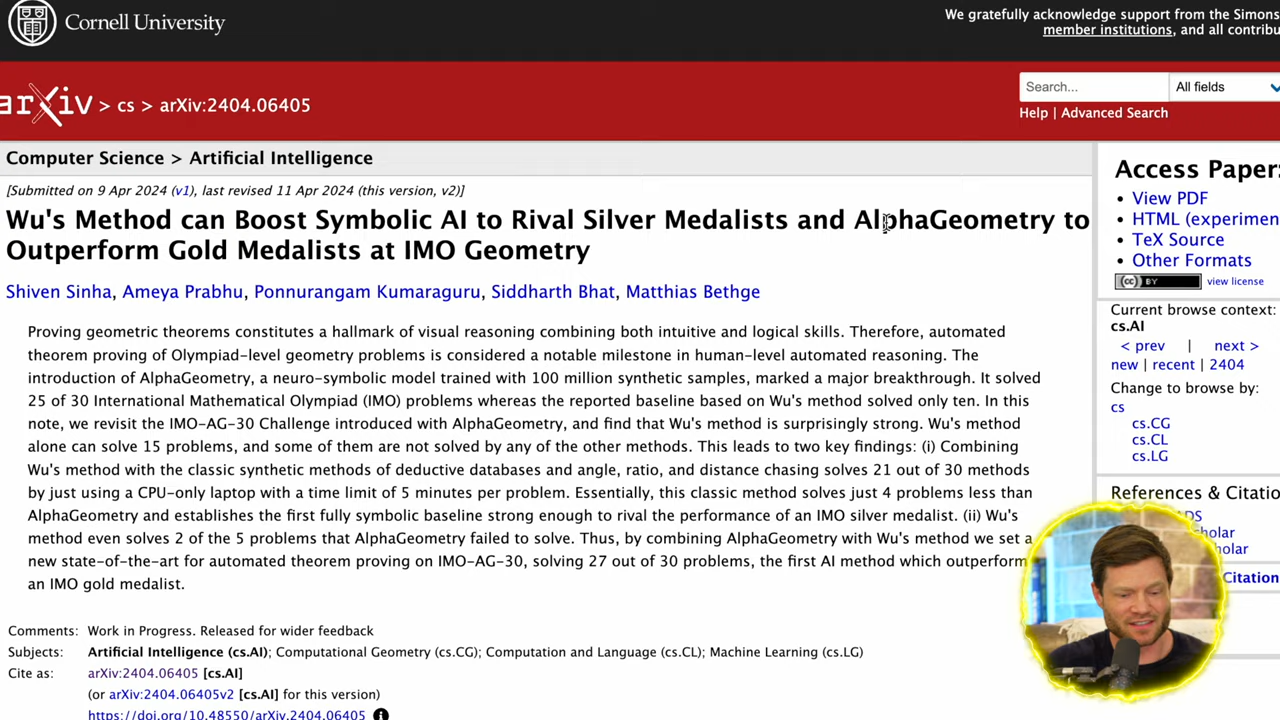 Cornell University
We gratefully acknowledge support from the Simons
member institutions, and all contribu
arXiv > cs > arXiv:2404.06405
Search...
All fields
Help | Advanced Search
Computer Science > Artificial Intelligence
[Submitted on 9 Apr 2024 (v1), last revised 11 Apr 2024 (this version, v2)]
Wu's Method can Boost Symbolic AI to Rival Silver Medalists and AlphaGeometry to
Outperform Gold Medalists at IMO Geometry
Shiven Sinha, Ameya Prabhu, Ponnurangam Kumaraguru, Siddharth Bhat, Matthias Bethge
Proving geometric theorems constitutes a hallmark of visual reasoning combining both intuitive and logical skills. Therefore, automated
theorem proving of Olympiad-level geometry problems is considered a notable milestone in human-level automated reasoning. The
introduction of AlphaGeometry, a neuro-symbolic model trained with 100 million synthetic samples, marked a major breakthrough. It solved
25 of 30 International Mathematical Olympiad (IMO) problems whereas the reported baseline based on Wu's method solved only ten. In this
note, we revisit the IMO-AG-30 Challenge introduced with AlphaGeometry, and find that Wu's method is surprisingly strong. Wu's method
alone can solve 15 problems, and some of them are not solved by any of the other methods. This leads to two key findings: (i) Combining
Wu's method with the classic synthetic methods of deductive databases and angle, ratio, and distance chasing solves 21 out of 30 methods
by just using a CPU-only laptop with a time limit of 5 minutes per problem. Essentially, this classic method solves just 4 problems less than
AlphaGeometry and establishes the first fully symbolic baseline strong enough to rival the performance of an IMO silver medalist. (ii) Wu's
method even solves 2 of the 5 problems that AlphaGeometry failed to solve. Thus, by combining AlphaGeometry with Wu's method we set a
new state-of-the-art for automated theorem proving on IMO-AG-30, solving 27 out of 30 problems, the first AI method which outperform
an IMO gold medalist.
Comments: Work in Progress. Released for wider feedback
Subjects: Artificial Intelligence (cs.AI); Computational Geometry (cs.CG); Computation and Language (cs.CL); Machine Learning (cs.LG)
Cite as: arXiv:2404.06405 [cs.AI]
(or arXiv:2404.06405v2 [cs.AI] for this version)
https://doi.org/10.48550/arXiv.2404.06405
Access Paper:
View PDF
HTML (experimen
TeX Source
Other Formats
cc BY view license
Current browse context:
cs.AI
< prev | next >
new | recent | 2404
Change to browse by:
cs
cs.CG
cs.CL
cs.LG
References & Citatio
ADS
cholar
holar
Citation